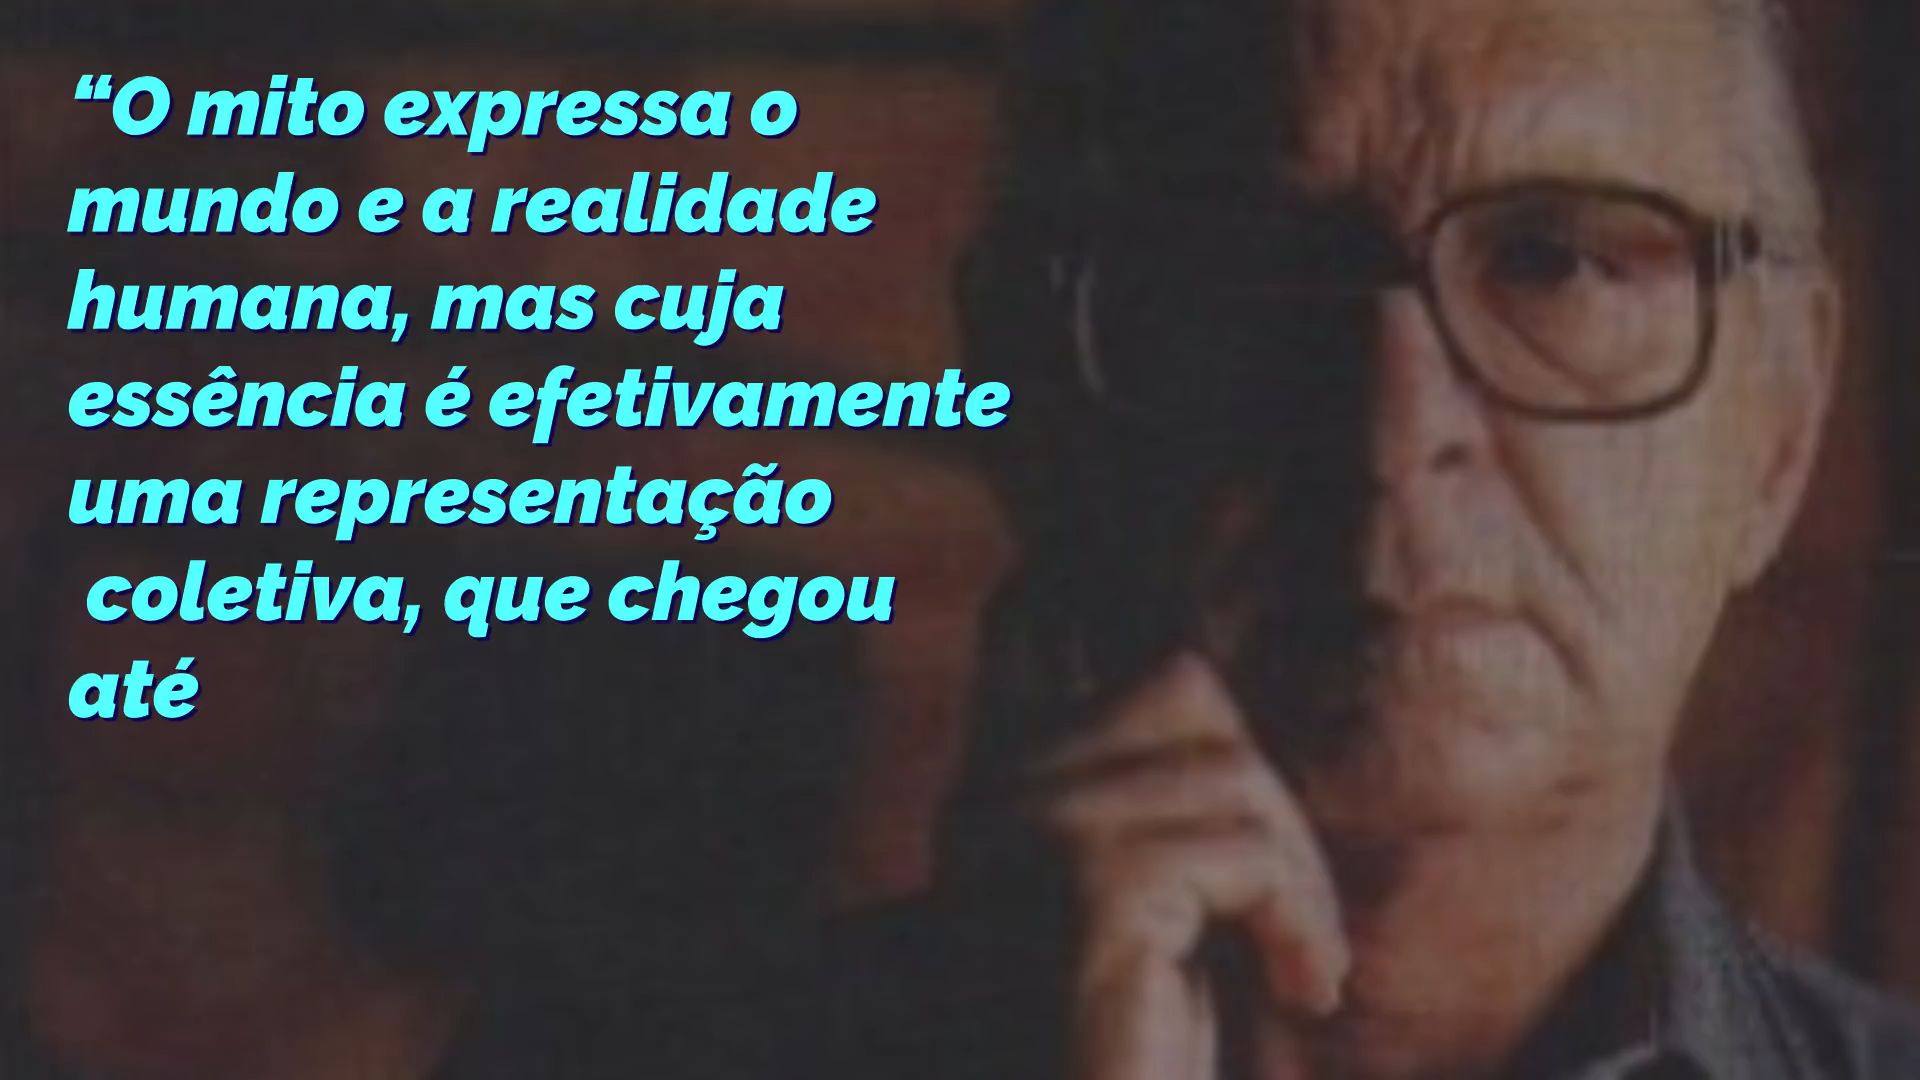 “O mito expressa o
mundo e a realidade
humana, mas cuja
essência é efetivamente
uma representação
coletiva, que chegou
até